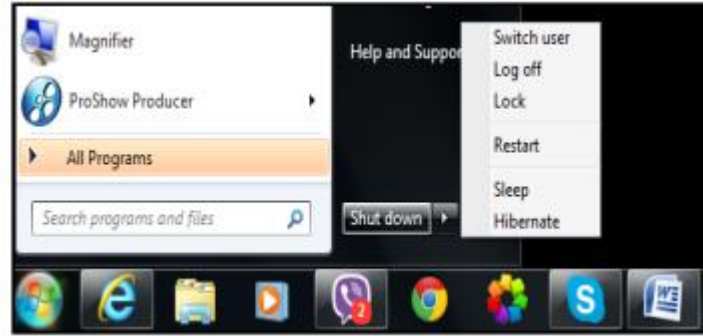 Magnifier
ProShow Producer
All Programs
Search programs and files
Help and Suppor
Shut down
Switch user
Log off
Lock
Restart
Sleep
Hibernate
2
S
W